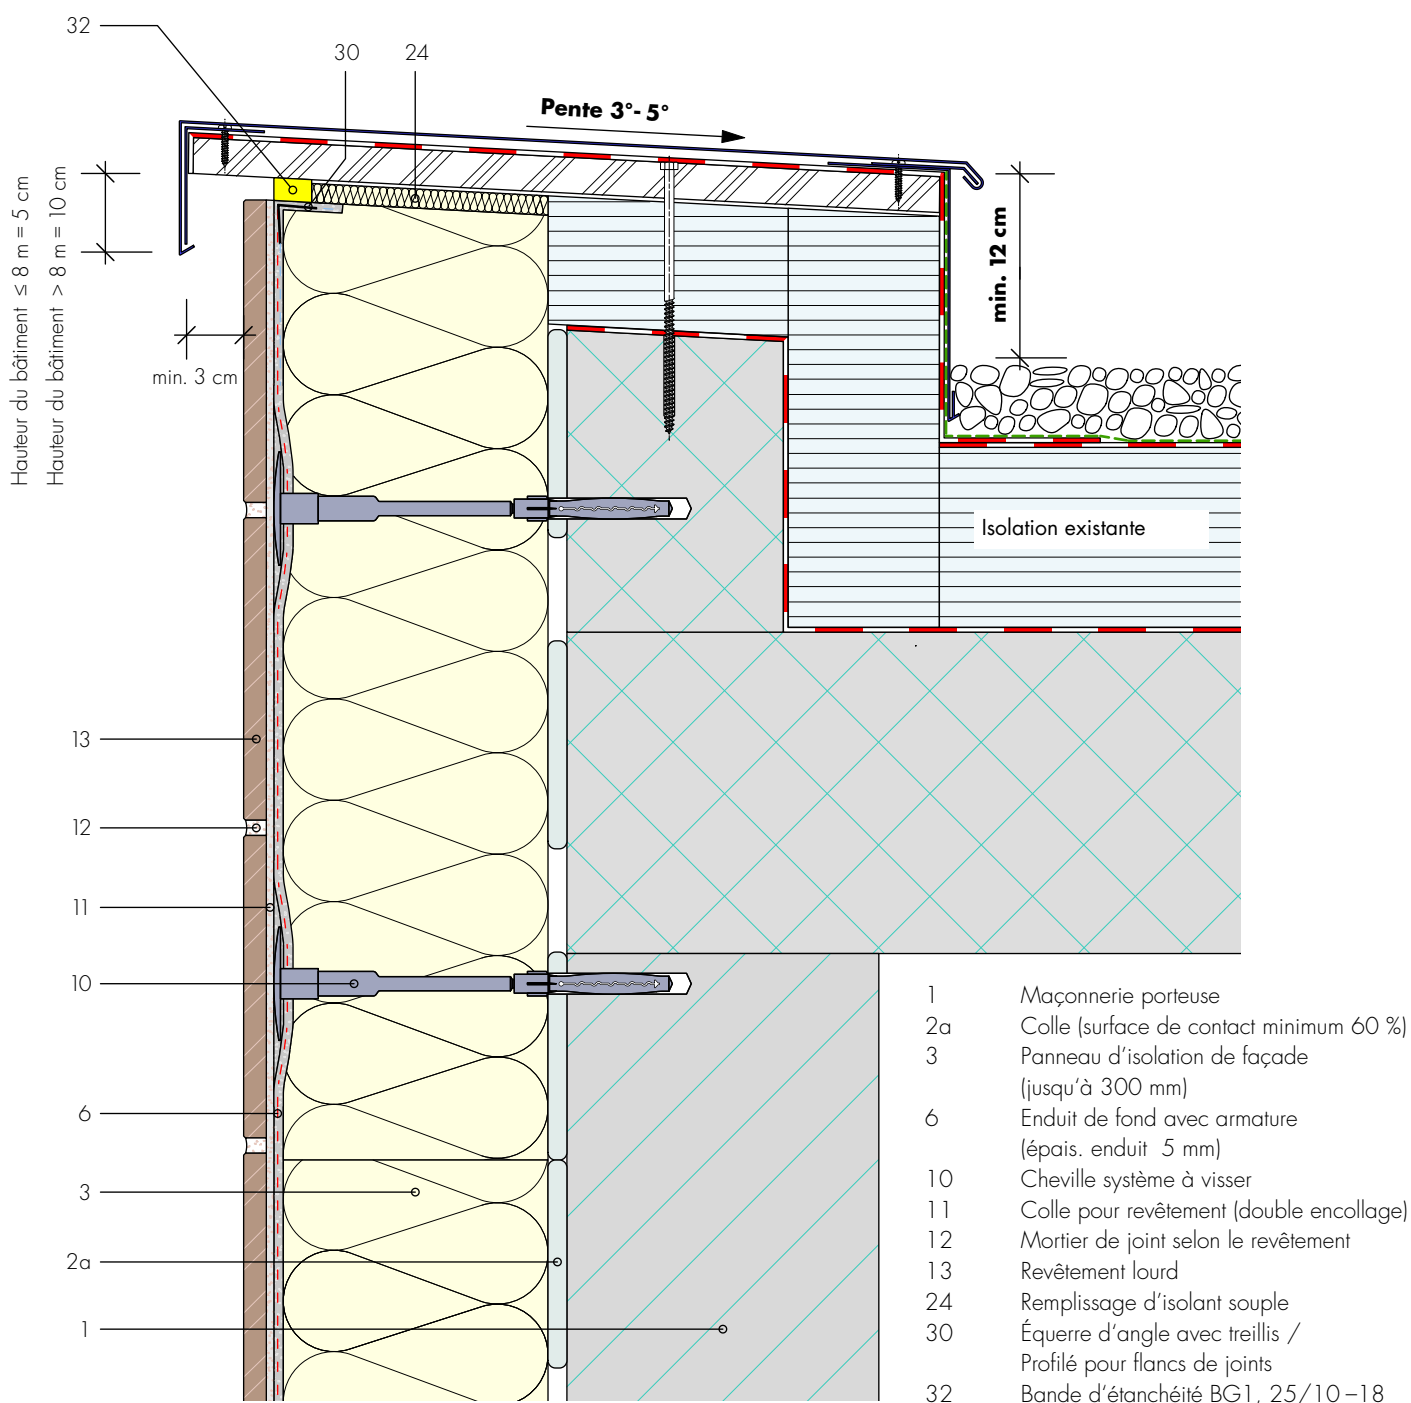 32
30
24
Pente 3°- 5°
Hauteur du bâtiment ≤ 8 m = 5 cm
Hauteur du bâtiment > 8 m = 10 cm
min. 12 cm
min. 3 cm
Isolation existante
13
12
11
10
6
3
2a
1
1 Maçonnerie porteuse
2a Colle (surface de contact minimum 60 %)
3 Panneau d'isolation de façade
(jusqu'à 300 mm)
6 Enduit de fond avec armature
(épais. enduit 5 mm)
10 Cheville système à visser
11 Colle pour revêtement (double encollage)
12 Mortier de joint selon le revêtement
13 Revêtement lourd
24 Remplissage d'isolant souple
30 Équerre d'angle avec treillis /
Profilé pour flancs de joints
32 Bande d'étanchéité BG1, 25/10 –18